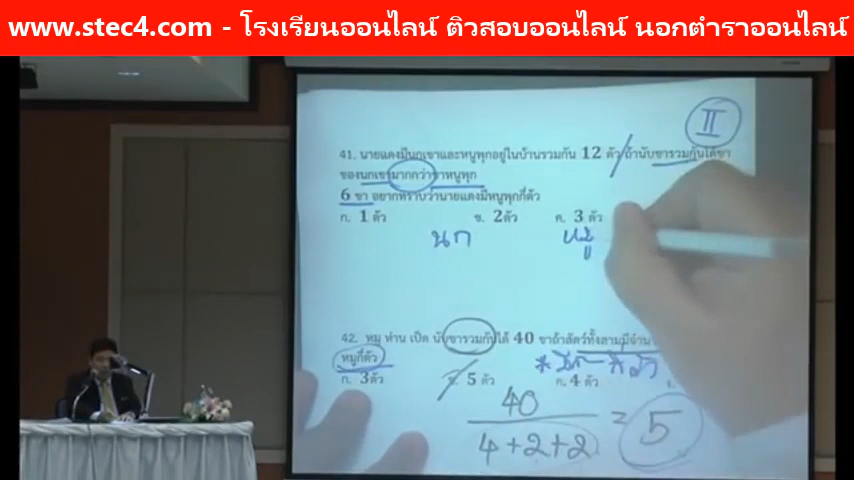 www.stec4.com - โรงเรียนออนไลน์ ติวสอบออนไลน์ นอกตำราออนไลน์
II
41. นายแดงมีนกเขาและหนูพุกอยู่ในบ้านรวมกัน 12 ตัว ถ้านับขารวมกันได้ขา
ของนกเขามากกว่าขาหนูพุก
6 ขา อยากทราบว่านายแดงมีหนูพุกกี่ตัว
ก. 1 ตัว ข. 2ตัว ค. 3 ตัว
นก หนู
42. หมู ห่าน เป็ด นับขารวมกันได้ 40 ขาถ้าสัตว์ทั้งสามมีจำน
หมูกี่ตัว
ก. 3ตัว ข. 5 ตัว ค. 4 ตัว ง.
40
4+2+2
= 5